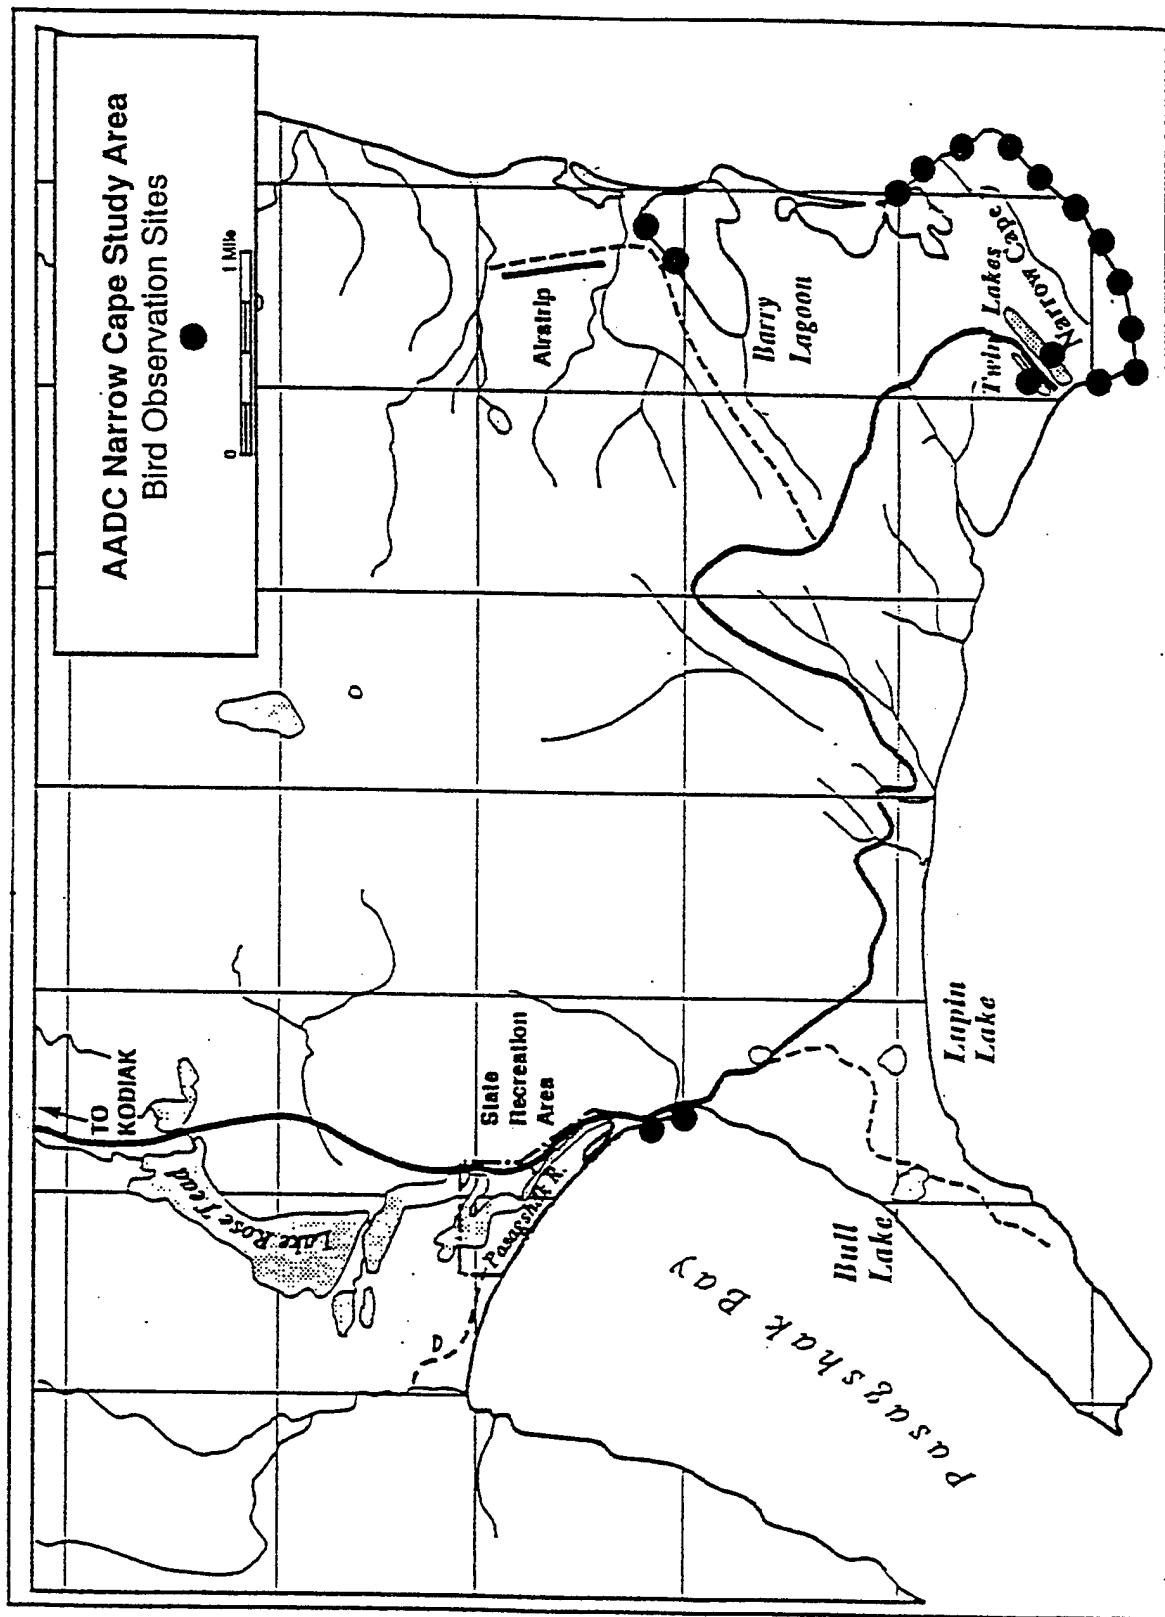 AADC Narrow Cape Study Area
Bird Observation Sites
0
1 Mile
TO
KODIAK
Lake Rose Tead
State
Recreation
Area
Pasagshak R.
Airstrip
Barry
Lagoon
Twin Lakes
Narrow Cape
Pasagshak Bay
Bull
Lake
Lupin
Lake